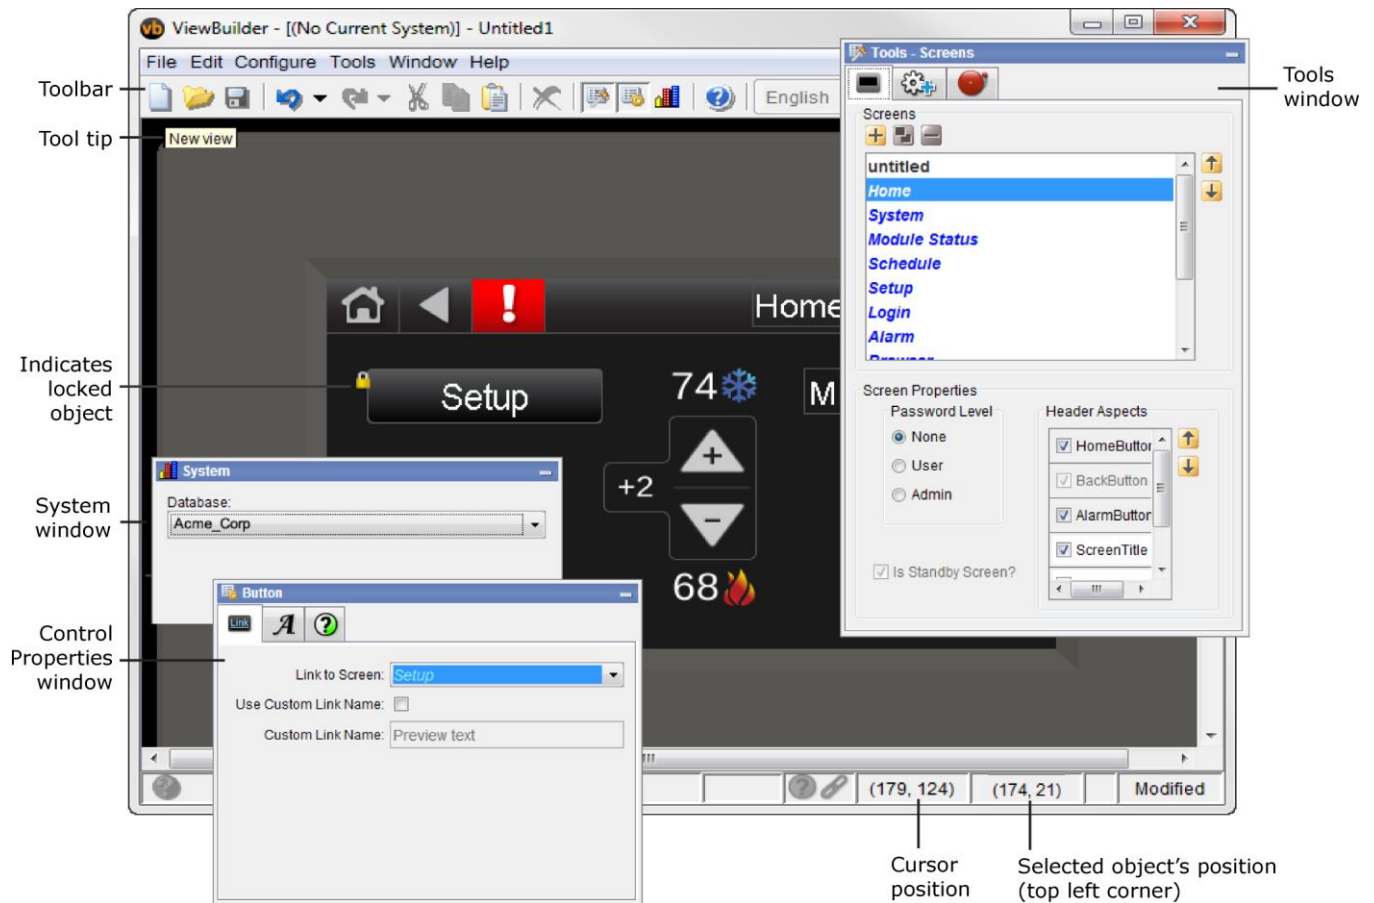 ViewBuilder - [(No Current System)] - Untitled1
File Edit Configure Tools Window Help
Toolbar
English
Tool tip
New view
Tools - Screens
Tools
window
Screens
untitled
Home
System
Module Status
Schedule
Setup
Login
Alarm
Browser
Home
Indicates
locked
object
Setup
74
M
+2
68
Screen Properties
Password Level
None
User
Admin
Is Standby Screen?
Header Aspects
HomeButton
BackButton
AlarmButton
ScreenTitle
System
window
System
Database:
Acme_Corp
Control
Properties
window
Button
Link
A
Link to Screen: Setup
Use Custom Link Name:
Custom Link Name: Preview text
(179, 124)
(174, 21)
Modified
Cursor
position
Selected object's position
(top left corner)